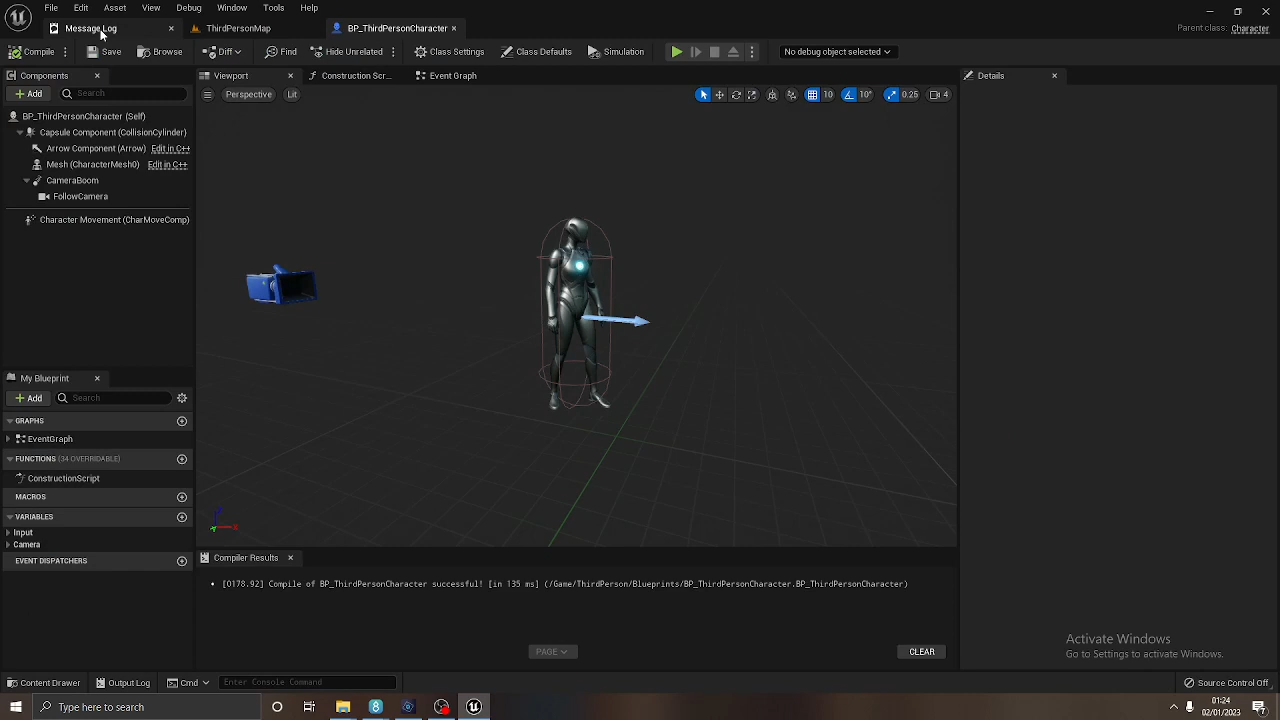 File Edit Asset View Debug Window Tools Help
Message Log ThirdPersonMap BP_ThirdPersonCharacter Parent class: Character
Compile Save Browse Diff Find Hide Unrelated Class Settings Class Defaults Simulation No debug object selected
Components Viewport Construction Scr... Event Graph Details
Add Search Perspective Lit 10 10° 0.25 4
BP_ThirdPersonCharacter (Self)
Capsule Component (CollisionCylinder)
Arrow Component (Arrow) Edit in C++
Mesh (CharacterMesh0) Edit in C++
CameraBoom
FollowCamera
Character Movement (CharMoveComp)
My Blueprint
Add Search
GRAPHS
EventGraph
FUNCTIONS (34 OVERRIDABLE)
ConstructionScript
MACROS
VARIABLES
Input
Camera
EVENT DISPATCHERS
Compiler Results
[0178.92] Compile of BP_ThirdPersonCharacter successful! [in 135 ms] (/Game/ThirdPerson/Blueprints/BP_ThirdPersonCharacter.BP_ThirdPersonCharacter)
PAGE CLEAR
Activate Windows
Go to Settings to activate Windows.
Content Drawer Output Log Cmd Enter Console Command Source Control Off
Type here to search 01:24
02/01/2023